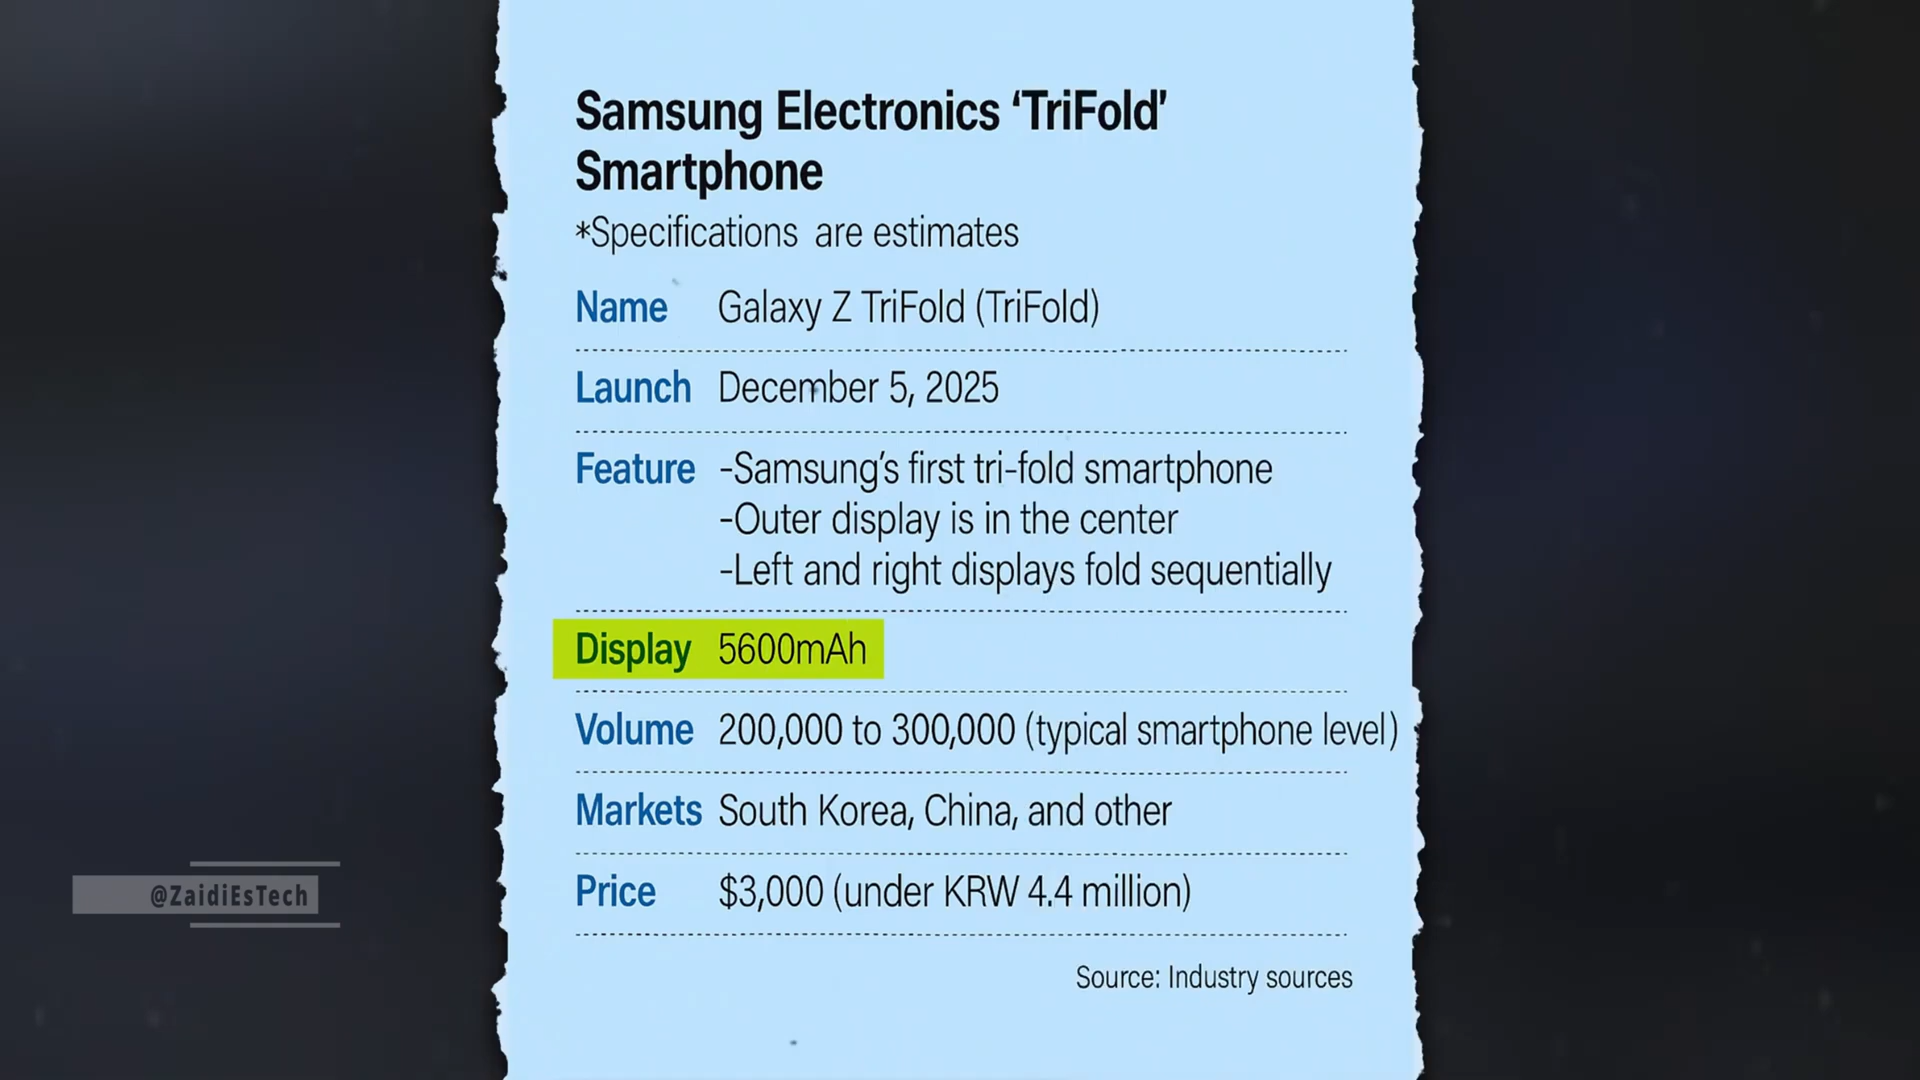 Samsung Electronics ‘TriFold’
Smartphone
*Specifications are estimates
Name Galaxy Z TriFold (TriFold)
Launch December 5, 2025
Feature -Samsung’s first tri-fold smartphone
-Outer display is in the center
-Left and right displays fold sequentially
Display 5600mAh
Volume 200,000 to 300,000 (typical smartphone level)
Markets South Korea, China, and other
Price $3,000 (under KRW 4.4 million)
Source: Industry sources
@ZaidiEsTech